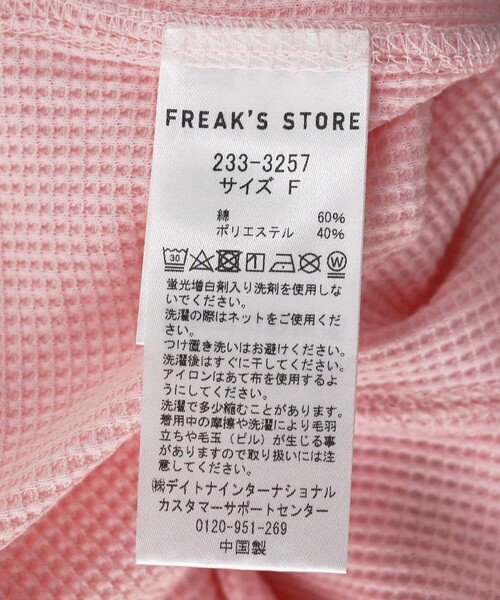 FREAK'S STORE
233-3257
サイズ F
綿 60%
ポリエステル 40%
30
W
蛍光増白剤入り洗剤を使用しな
いでください。
洗濯の際はネットをご使用くだ
さい。
つけ置き洗いはお避けください。
洗濯後はすぐに干してください。
アイロンはあて布を使用するよ
うにしてください。
洗濯で多少縮むことがあります。
着用中の摩擦や洗濯により毛羽
立ちや毛玉（ピル）が生じる事
がありますので取り扱いには注
意してください。
㈱デイトナインターナショナル
カスタマーサポートセンター
0120-951-269
中国製